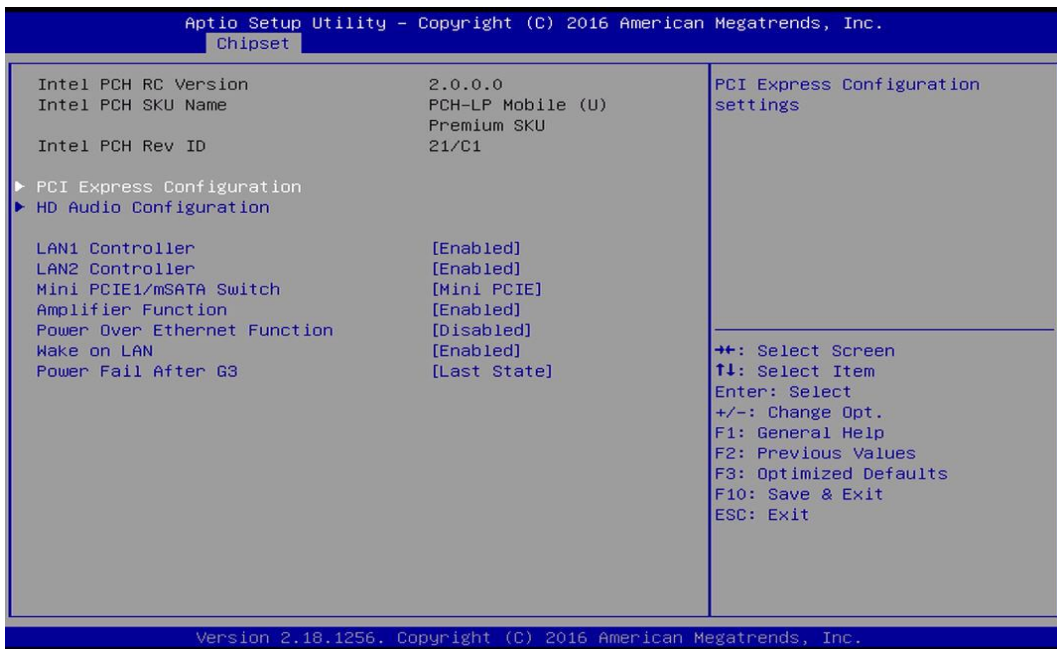 Aptio Setup Utility – Copyright (C) 2016 American Megatrends, Inc.
Chipset
Intel PCH RC Version 2.0.0.0
Intel PCH SKU Name PCH-LP Mobile (U)
Premium SKU
Intel PCH Rev ID 21/C1
▶ PCI Express Configuration
▶ HD Audio Configuration
LAN1 Controller [Enabled]
LAN2 Controller [Enabled]
Mini PCIE1/mSATA Switch [Mini PCIE]
Amplifier Function [Enabled]
Power Over Ethernet Function [Disabled]
Wake on LAN [Enabled]
Power Fail After G3 [Last State]
PCI Express Configuration
settings
→←: Select Screen
↑↓: Select Item
Enter: Select
+/-: Change Opt.
F1: General Help
F2: Previous Values
F3: Optimized Defaults
F10: Save & Exit
ESC: Exit
Version 2.18.1256. Copyright (C) 2016 American Megatrends, Inc.